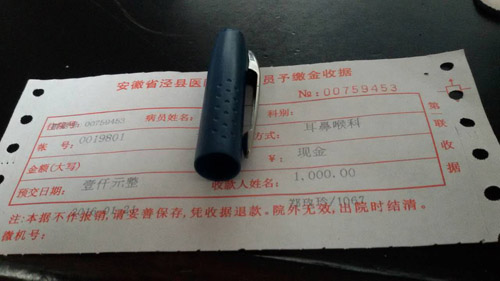 安徽省泾县医 员予缴金收据
№:00759453
住院号:00759453 病员姓名: 科别:
帐 号:0019801 方式: 耳鼻喉科
金额(大写) ¥: 现金
预交日期: 壹仟元整 收款人姓名: 1,000.00
注:本据不作报销,请妥善保存,凭收据退款。院外无效,出院时结清。
微机号: /1067
第 联 收 据